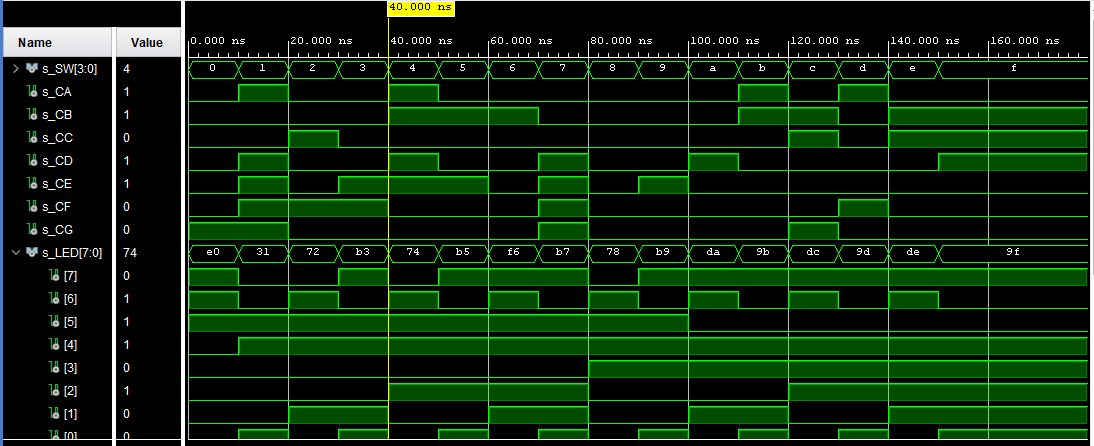 40.000 ns
Name Value
0.000 ns 20.000 ns 40.000 ns 60.000 ns 80.000 ns 100.000 ns 120.000 ns 140.000 ns 160.000 ns
s_SW[3:0] 4 0 1 2 3 4 5 6 7 8 9 a b c d e f
s_CA 1
s_CB 1
s_CC 0
s_CD 1
s_CE 1
s_CF 0
s_CG 0
s_LED[7:0] 74 e0 31 72 b3 74 b5 f6 b7 78 b9 da 9b dc 9d de 9f
[7] 0
[6] 1
[5] 1
[4] 1
[3] 0
[2] 1
[1] 0
[0] 0